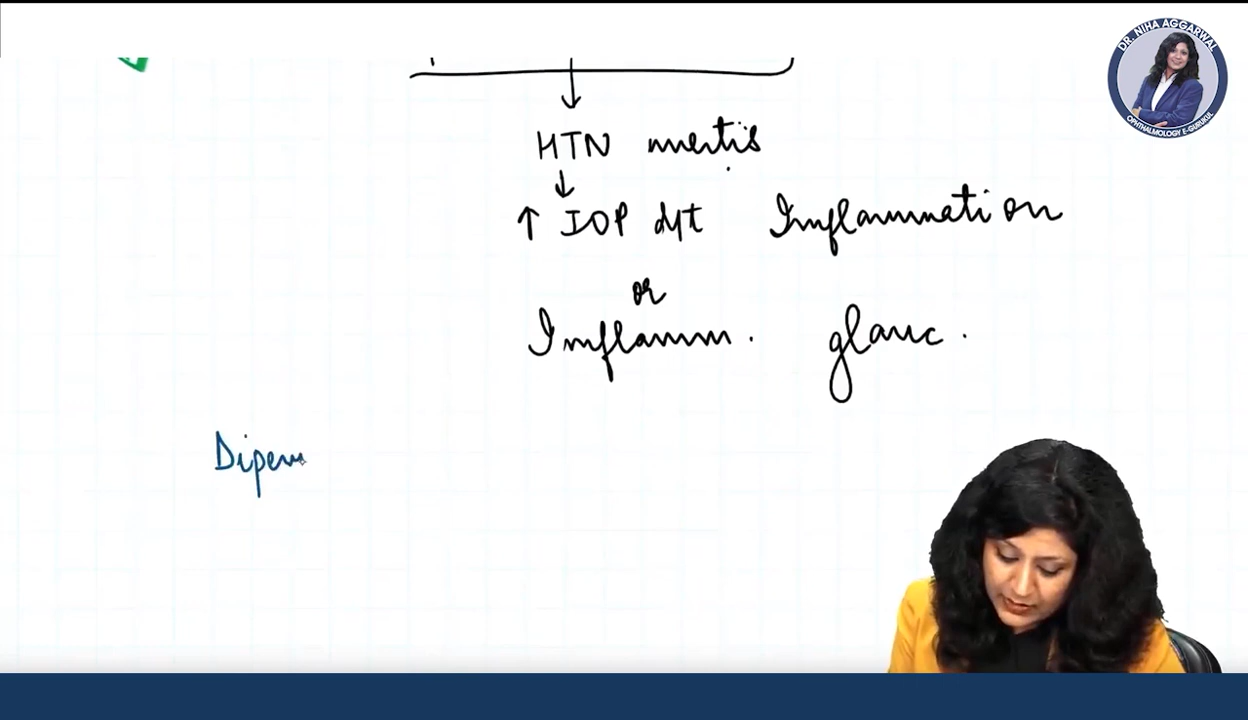 DR. NIHA AGGARWAL
OPHTHALMOLOGY E-GURUKUL
HTN uveitis
↑ IOP d/t Inflammation
or
Inflamm. glauc.
Dipen